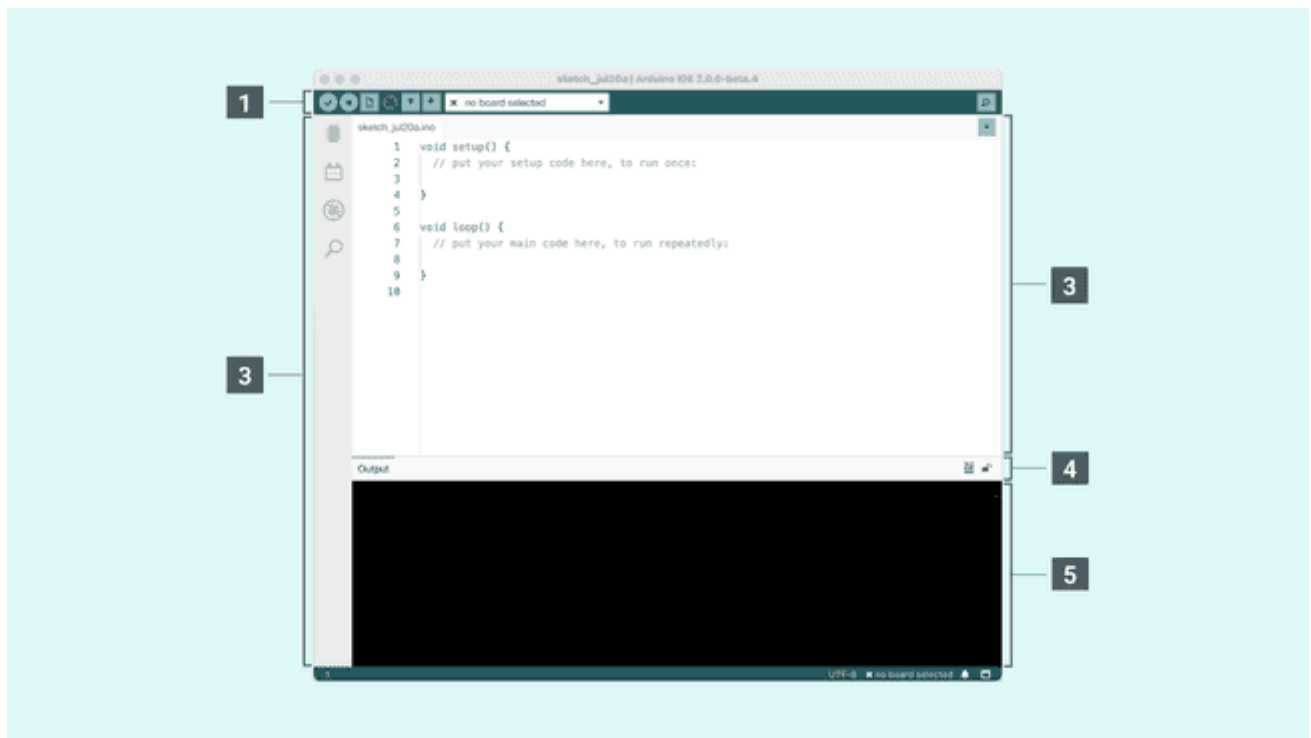 sketch_jul20a | Arduino IDE 2.0.0-beta.4
1
no board selected
sketch_jul20a.ino
1 void setup() {
2 // put your setup code here, to run once:
3
4 }
5
6 void loop() {
7 // put your main code here, to run repeatedly:
8
9 }
10
3
3
Output
4
5
1 UTF-8 no board selected